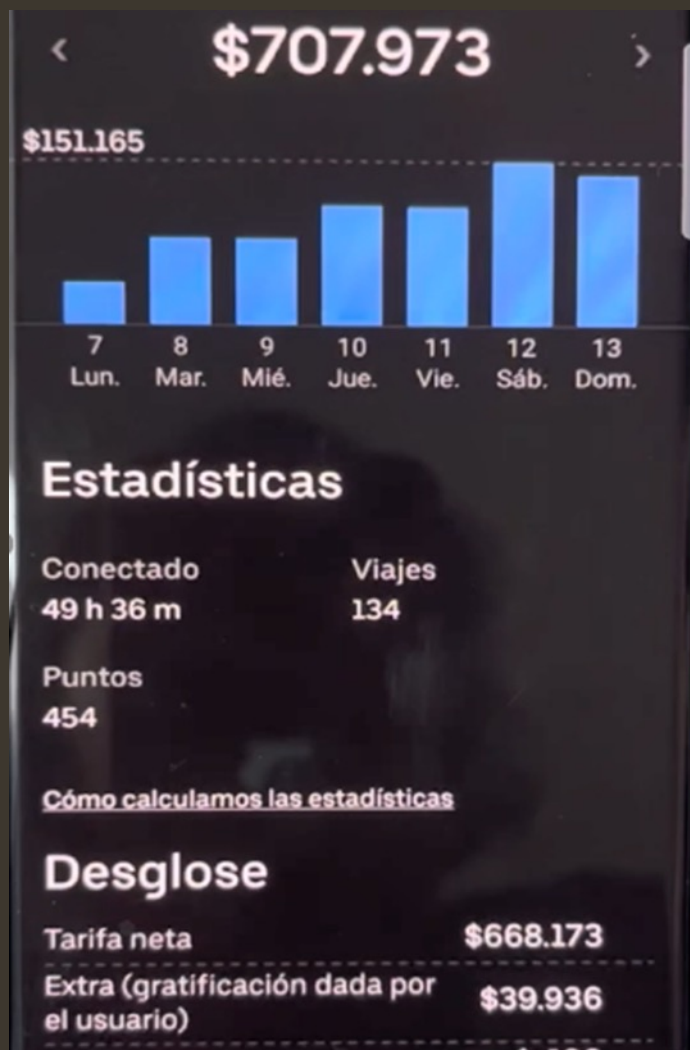 $707.973
$151.165
7 8 9 10 11 12 13
Lun. Mar. Mié. Jue. Vie. Sáb. Dom.
Estadísticas
Conectado Viajes
49 h 36 m 134
Puntos
454
Cómo calculamos las estadísticas
Desglose
Tarifa neta $668.173
Extra (gratificación dada por
el usuario) $39.936